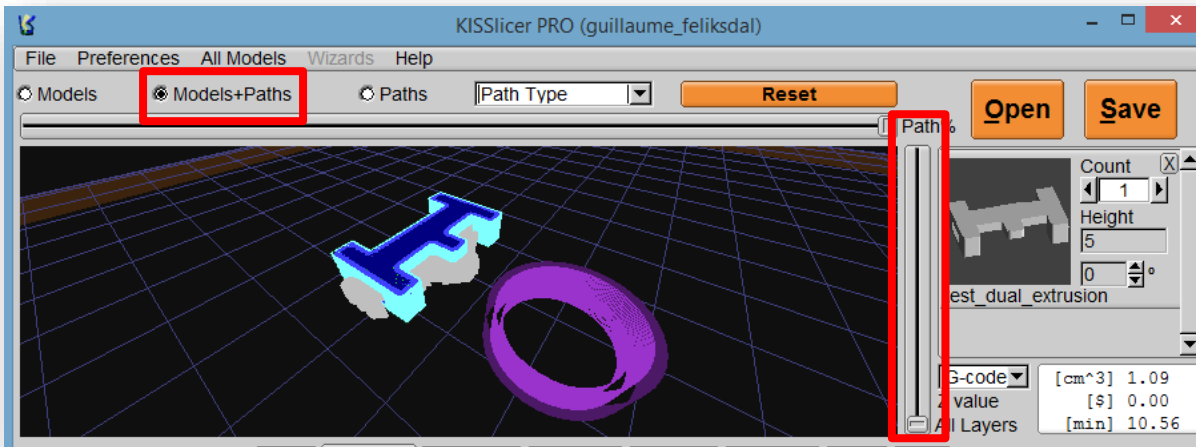 KISSlicer PRO (guillaume_feliksdal)
File Preferences All Models Wizards Help
Models Models+Paths Paths Path Type Reset
Open Save
Path%
Count X
1
Height
5
0 °
est_dual_extrusion
G-code
Z value
All Layers
[cm^3] 1.09
[$] 0.00
[min] 10.56